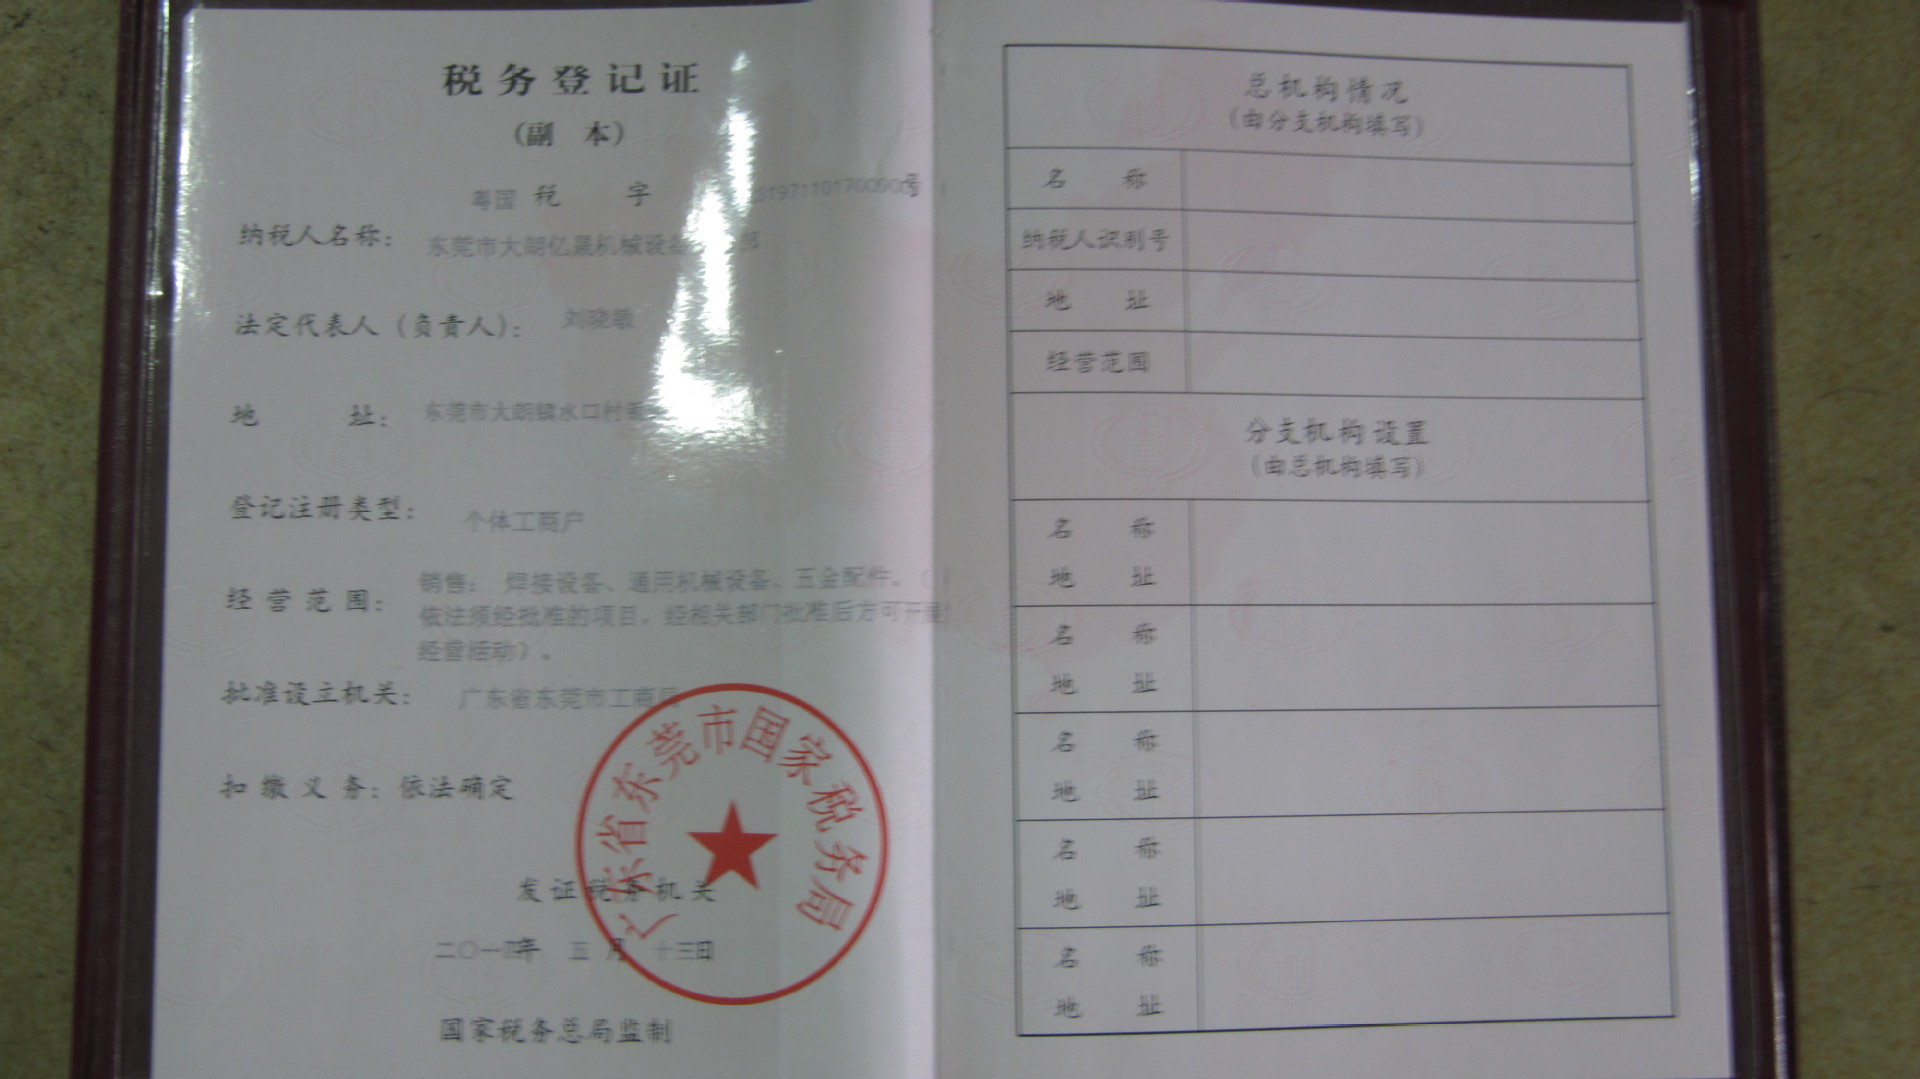 税务登记证
(副 本)
粤国 税 字 号
纳税人名称: 东莞市大朗亿晟机械设备 部
法定代表人（负责人）: 刘晓敏
地 址: 东莞市大朗镇水口村
登记注册类型: 个体工商户
经营范围: 销售: 焊接设备、通用机械设备、五金配件。（
依法须经批准的项目，经相关部门批准后方可开展
经营活动）。
批准设立机关: 广东省东莞市工商局
扣缴义务: 依法确定
广东省东莞市国家税务局
发证税务机关
二〇一四年 五 月 十三日
国家税务总局监制
总机构情况
(由分支机构填写)
名 称
纳税人识别号
地 址
经营范围
分支机构设置
(由总机构填写)
名 称
地 址
名 称
地 址
名 称
地 址
名 称
地 址
名 称
地 址